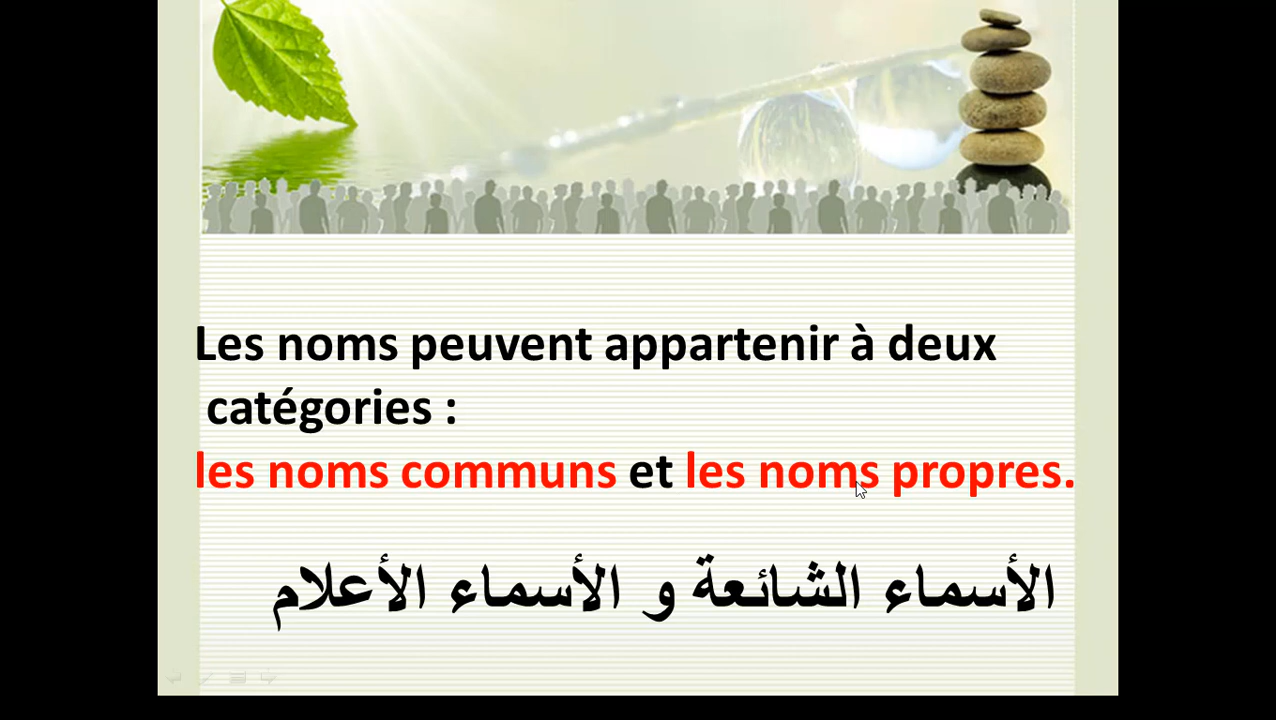 Les noms peuvent appartenir à deux
catégories :
les noms communs et les noms propres.
الأسماء الشائعة و الأسماء الأعلام